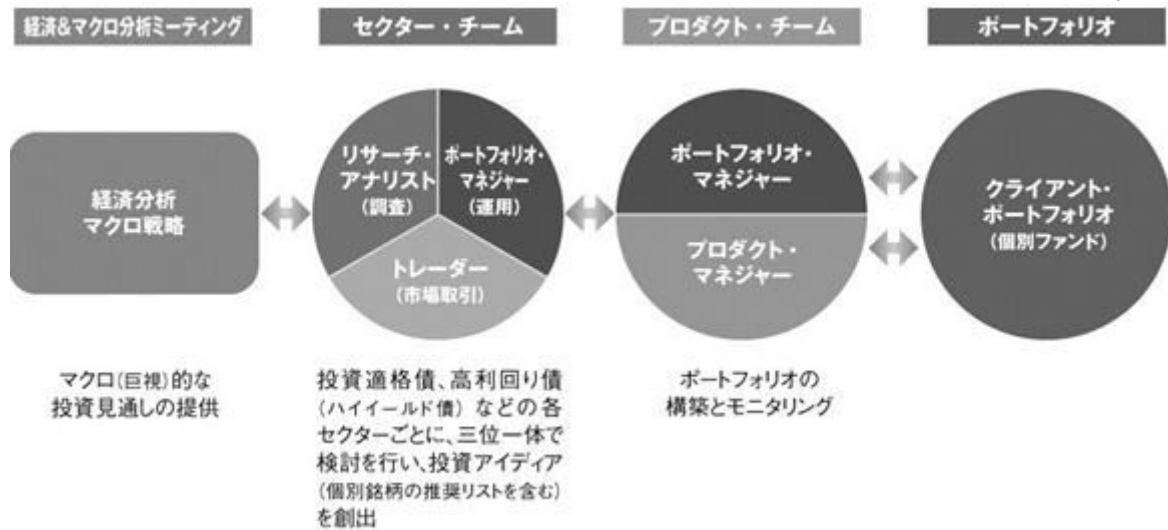 経済&マクロ分析ミーティング
セクター・チーム
プロダクト・チーム
ポートフォリオ
経済分析
マクロ戦略
リサーチ・
アナリスト
(調査)
ポートフォリオ・
マネジャー
(運用)
トレーダー
(市場取引)
ポートフォリオ・
マネジャー
プロダクト・
マネジャー
クライアント・
ポートフォリオ
(個別ファンド)
マクロ(巨視)的な
投資見通しの提供
投資適格債、高利回り債
(ハイイールド債)などの各
セクターごとに、三位一体で
検討を行い、投資アイディア
(個別銘柄の推奨リストを含む)
を創出
ポートフォリオの
構築とモニタリング